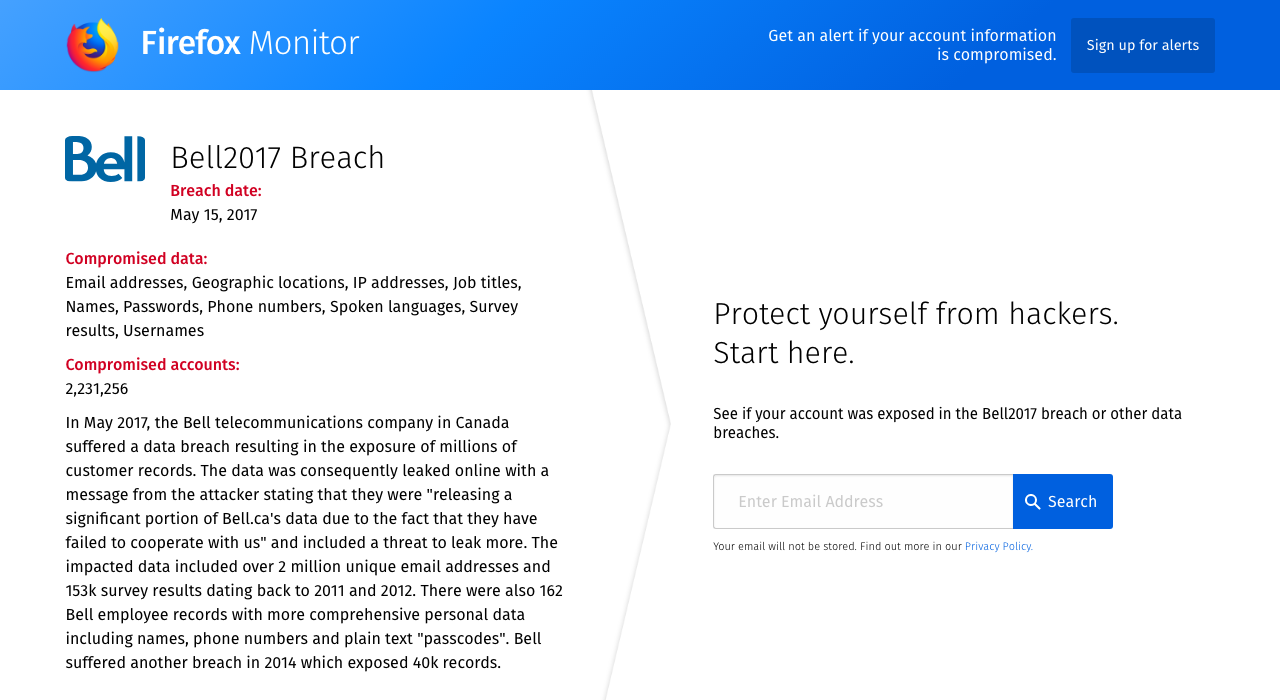 Firefox Monitor
Get an alert if your account information
is compromised.
Sign up for alerts
Bell
Bell2017 Breach
Breach date:
May 15, 2017
Compromised data:
Email addresses, Geographic locations, IP addresses, Job titles,
Names, Passwords, Phone numbers, Spoken languages, Survey
results, Usernames
Compromised accounts:
2,231,256
In May 2017, the Bell telecommunications company in Canada
suffered a data breach resulting in the exposure of millions of
customer records. The data was consequently leaked online with a
message from the attacker stating that they were "releasing a
significant portion of Bell.ca's data due to the fact that they have
failed to cooperate with us" and included a threat to leak more. The
impacted data included over 2 million unique email addresses and
153k survey results dating back to 2011 and 2012. There were also 162
Bell employee records with more comprehensive personal data
including names, phone numbers and plain text "passcodes". Bell
suffered another breach in 2014 which exposed 40k records.
Protect yourself from hackers.
Start here.
See if your account was exposed in the Bell2017 breach or other data
breaches.
Enter Email Address
Search
Your email will not be stored. Find out more in our Privacy Policy.